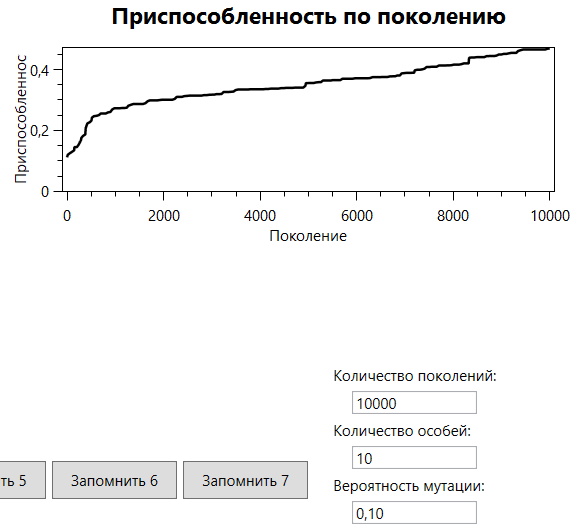 Приспособленность по поколению
Приспособленнос
0,4
0,2
0
0 2000 4000 6000 8000 10000
Поколение
Количество поколений:
10000
Количество особей:
10
ть 5 Запомнить 6 Запомнить 7
Вероятность мутации:
0,10